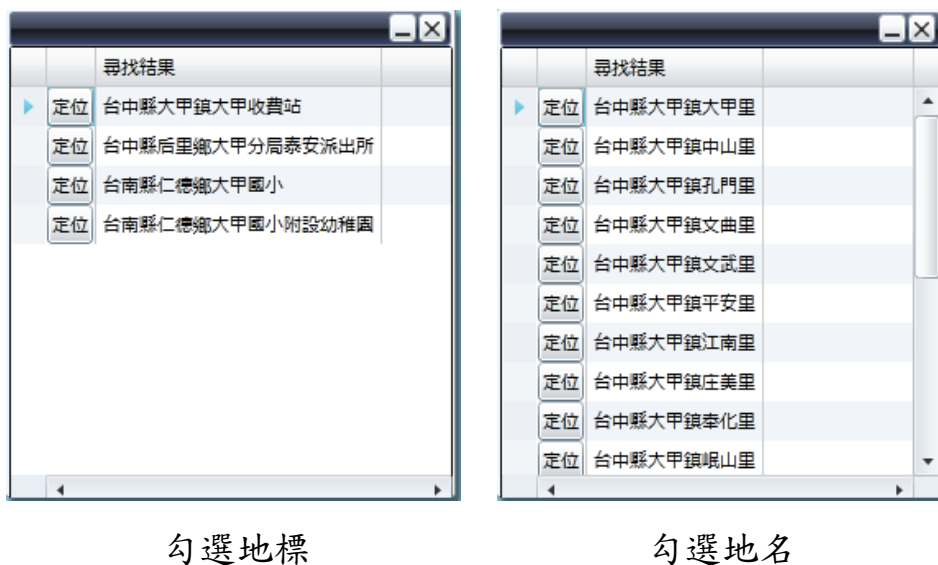 尋找結果
定位 台中縣大甲鎮大甲收費站
定位 台中縣后里鄉大甲分局泰安派出所
定位 台南縣仁德鄉大甲國小
定位 台南縣仁德鄉大甲國小附設幼稚園
勾選地標
尋找結果
定位 台中縣大甲鎮大甲里
定位 台中縣大甲鎮中山里
定位 台中縣大甲鎮孔門里
定位 台中縣大甲鎮文曲里
定位 台中縣大甲鎮文武里
定位 台中縣大甲鎮平安里
定位 台中縣大甲鎮江南里
定位 台中縣大甲鎮庄美里
定位 台中縣大甲鎮奉化里
定位 台中縣大甲鎮岷山里
勾選地名